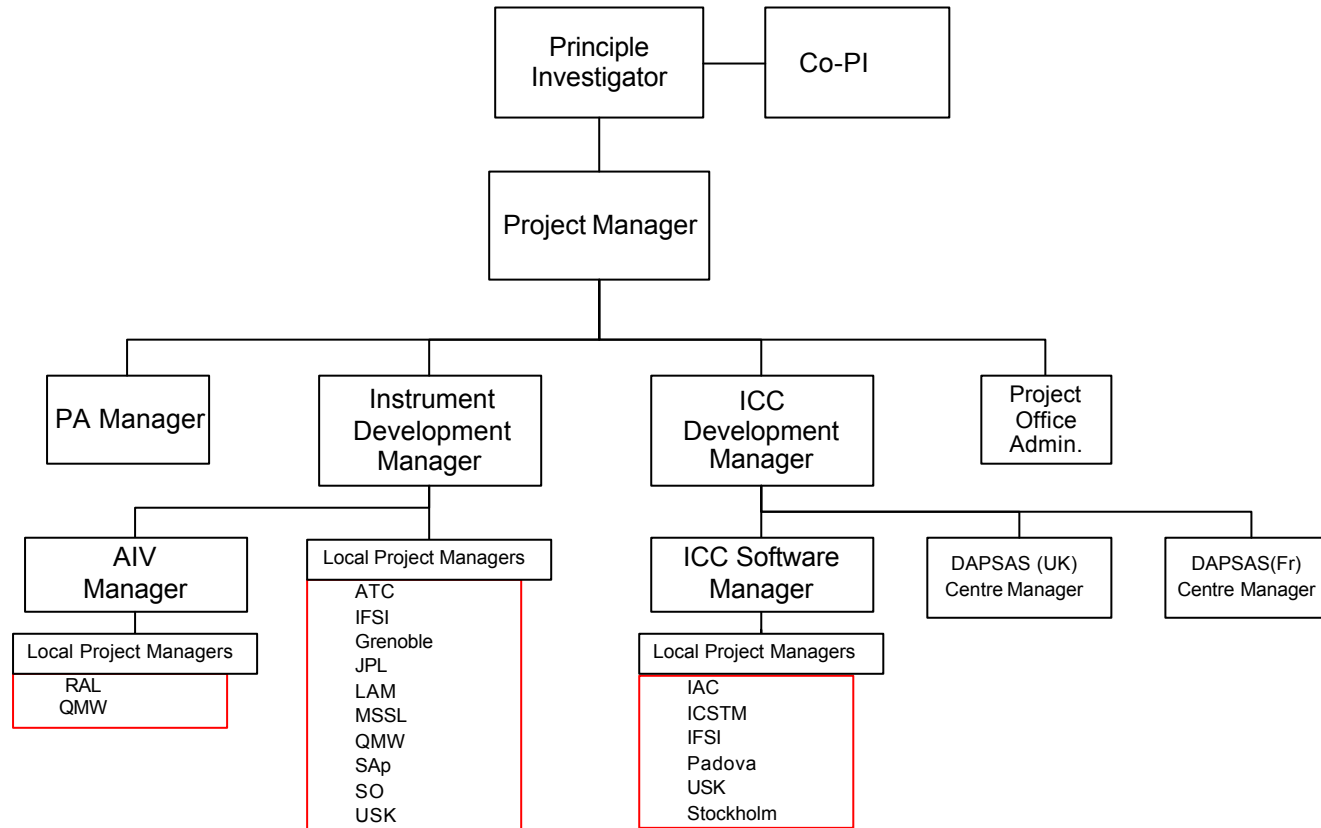 Principle
Investigator
Co-PI
Project Manager
PA Manager
Instrument
Development
Manager
ICC
Development
Manager
Project
Office
Admin.
AIV
Manager
Local Project Managers
RAL
QMW
Local Project Managers
ATC
IFSI
Grenoble
JPL
LAM
MSSL
QMW
SAp
SO
USK
ICC Software
Manager
Local Project Managers
IAC
ICSTM
IFSI
Padova
USK
Stockholm
DAPSAS (UK)
Centre Manager
DAPSAS(Fr)
Centre Manager